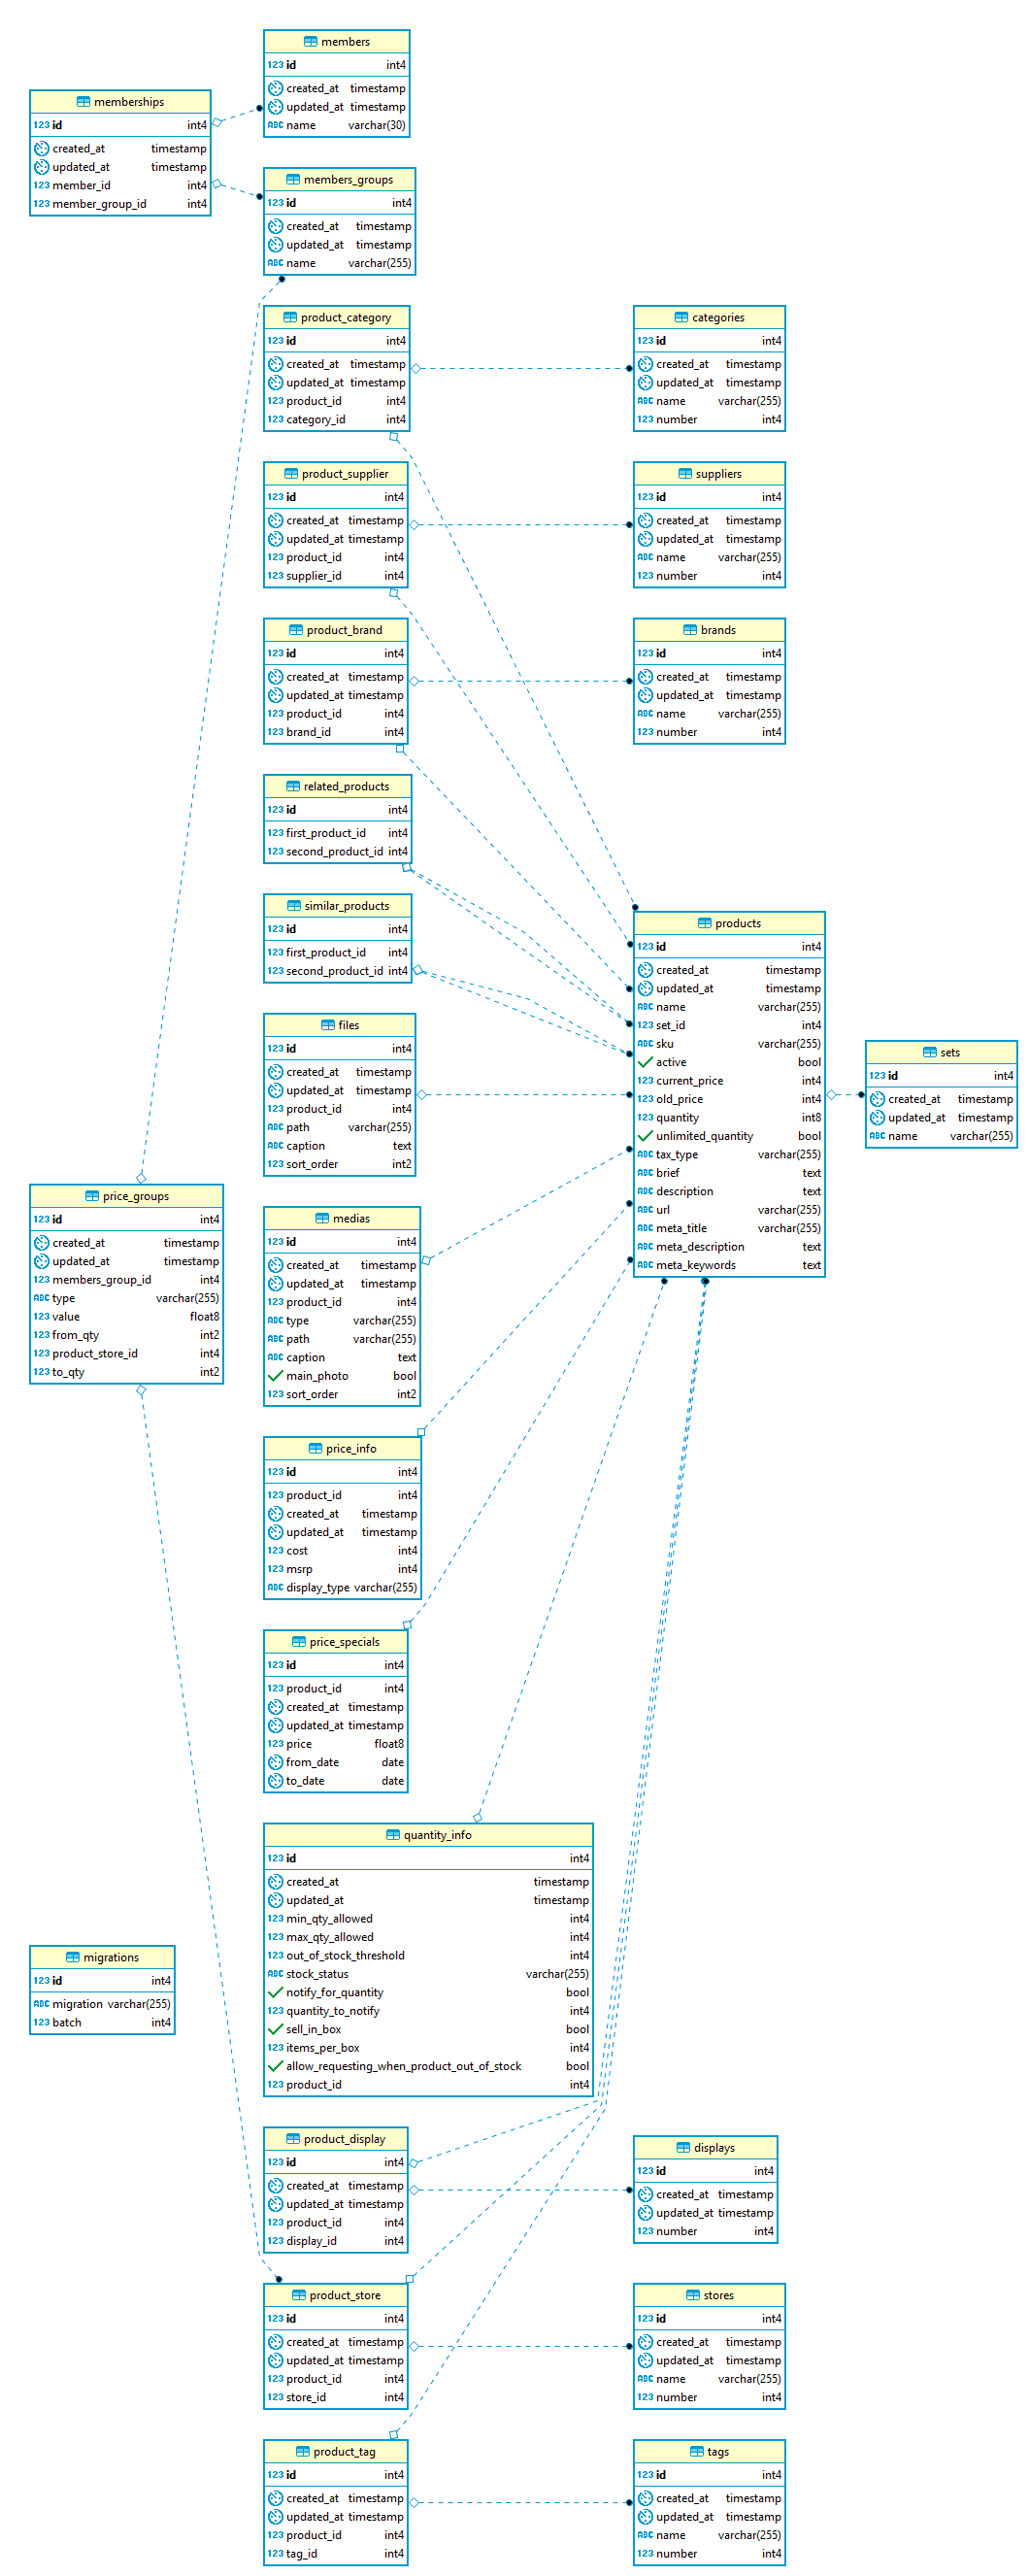 members
123 id int4
created_at timestamp
updated_at timestamp
ABC name varchar(30)
memberships
123 id int4
created_at timestamp
updated_at timestamp
123 member_id int4
123 member_group_id int4
members_groups
123 id int4
created_at timestamp
updated_at timestamp
ABC name varchar(255)
product_category
123 id int4
created_at timestamp
updated_at timestamp
123 product_id int4
123 category_id int4
categories
123 id int4
created_at timestamp
updated_at timestamp
ABC name varchar(255)
123 number int4
product_supplier
123 id int4
created_at timestamp
updated_at timestamp
123 product_id int4
123 supplier_id int4
suppliers
123 id int4
created_at timestamp
updated_at timestamp
ABC name varchar(255)
123 number int4
product_brand
123 id int4
created_at timestamp
updated_at timestamp
123 product_id int4
123 brand_id int4
brands
123 id int4
created_at timestamp
updated_at timestamp
ABC name varchar(255)
123 number int4
related_products
123 id int4
123 first_product_id int4
123 second_product_id int4
similar_products
123 id int4
123 first_product_id int4
123 second_product_id int4
products
123 id int4
created_at timestamp
updated_at timestamp
ABC name varchar(255)
123 set_id int4
ABC sku varchar(255)
active bool
123 current_price int4
123 old_price int4
123 quantity int8
unlimited_quantity bool
ABC tax_type varchar(255)
ABC brief text
ABC description text
ABC url varchar(255)
ABC meta_title varchar(255)
ABC meta_description text
ABC meta_keywords text
sets
123 id int4
created_at timestamp
updated_at timestamp
ABC name varchar(255)
files
123 id int4
created_at timestamp
updated_at timestamp
123 product_id int4
ABC path varchar(255)
ABC caption text
123 sort_order int2
price_groups
123 id int4
created_at timestamp
updated_at timestamp
123 members_group_id int4
ABC type varchar(255)
123 value float8
123 from_qty int2
123 product_store_id int4
123 to_qty int2
medias
123 id int4
created_at timestamp
updated_at timestamp
123 product_id int4
ABC type varchar(255)
ABC path varchar(255)
ABC caption text
main_photo bool
123 sort_order int2
price_info
123 id int4
123 product_id int4
created_at timestamp
updated_at timestamp
123 cost int4
123 msrp int4
ABC display_type varchar(255)
price_specials
123 id int4
123 product_id int4
created_at timestamp
updated_at timestamp
123 price float8
from_date date
to_date date
quantity_info
123 id int4
created_at timestamp
updated_at timestamp
123 min_qty_allowed int4
123 max_qty_allowed int4
123 out_of_stock_threshold int4
ABC stock_status varchar(255)
notify_for_quantity bool
123 quantity_to_notify int4
sell_in_box bool
123 items_per_box int4
allow_requesting_when_product_out_of_stock bool
123 product_id int4
migrations
123 id int4
ABC migration varchar(255)
123 batch int4
product_display
123 id int4
created_at timestamp
updated_at timestamp
123 product_id int4
123 display_id int4
displays
123 id int4
created_at timestamp
updated_at timestamp
123 number int4
product_store
123 id int4
created_at timestamp
updated_at timestamp
123 product_id int4
123 store_id int4
stores
123 id int4
created_at timestamp
updated_at timestamp
ABC name varchar(255)
123 number int4
product_tag
123 id int4
created_at timestamp
updated_at timestamp
123 product_id int4
123 tag_id int4
tags
123 id int4
created_at timestamp
updated_at timestamp
ABC name varchar(255)
123 number int4